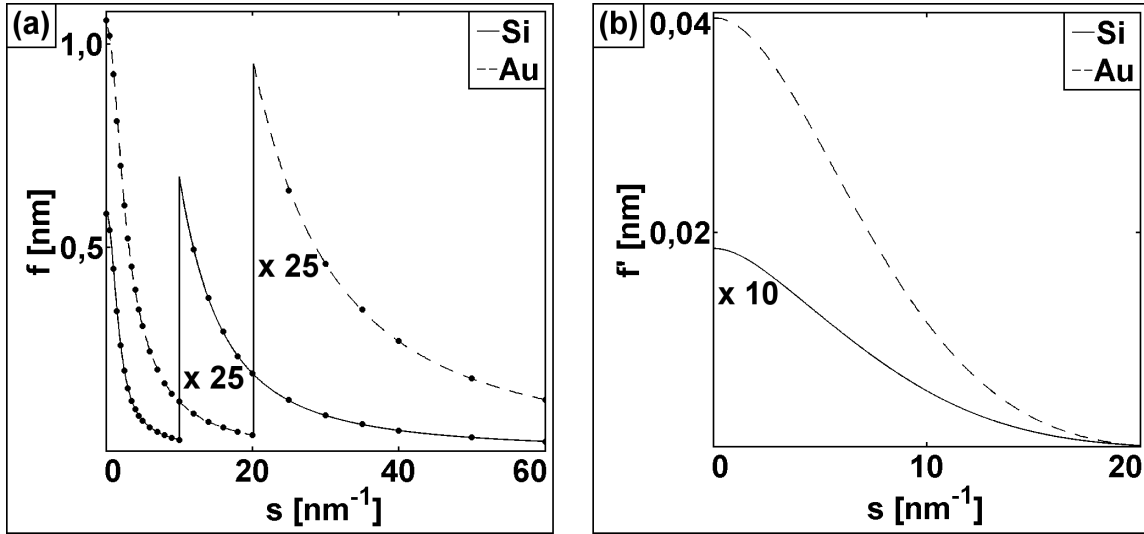 (a)
Si
Au
1,0
0,5
f [nm]
x 25
x 25
0 20 40 60
s [nm⁻¹]
(b)
Si
Au
0,04
0,02
f' [nm]
x 10
0 10 20
s [nm⁻¹]